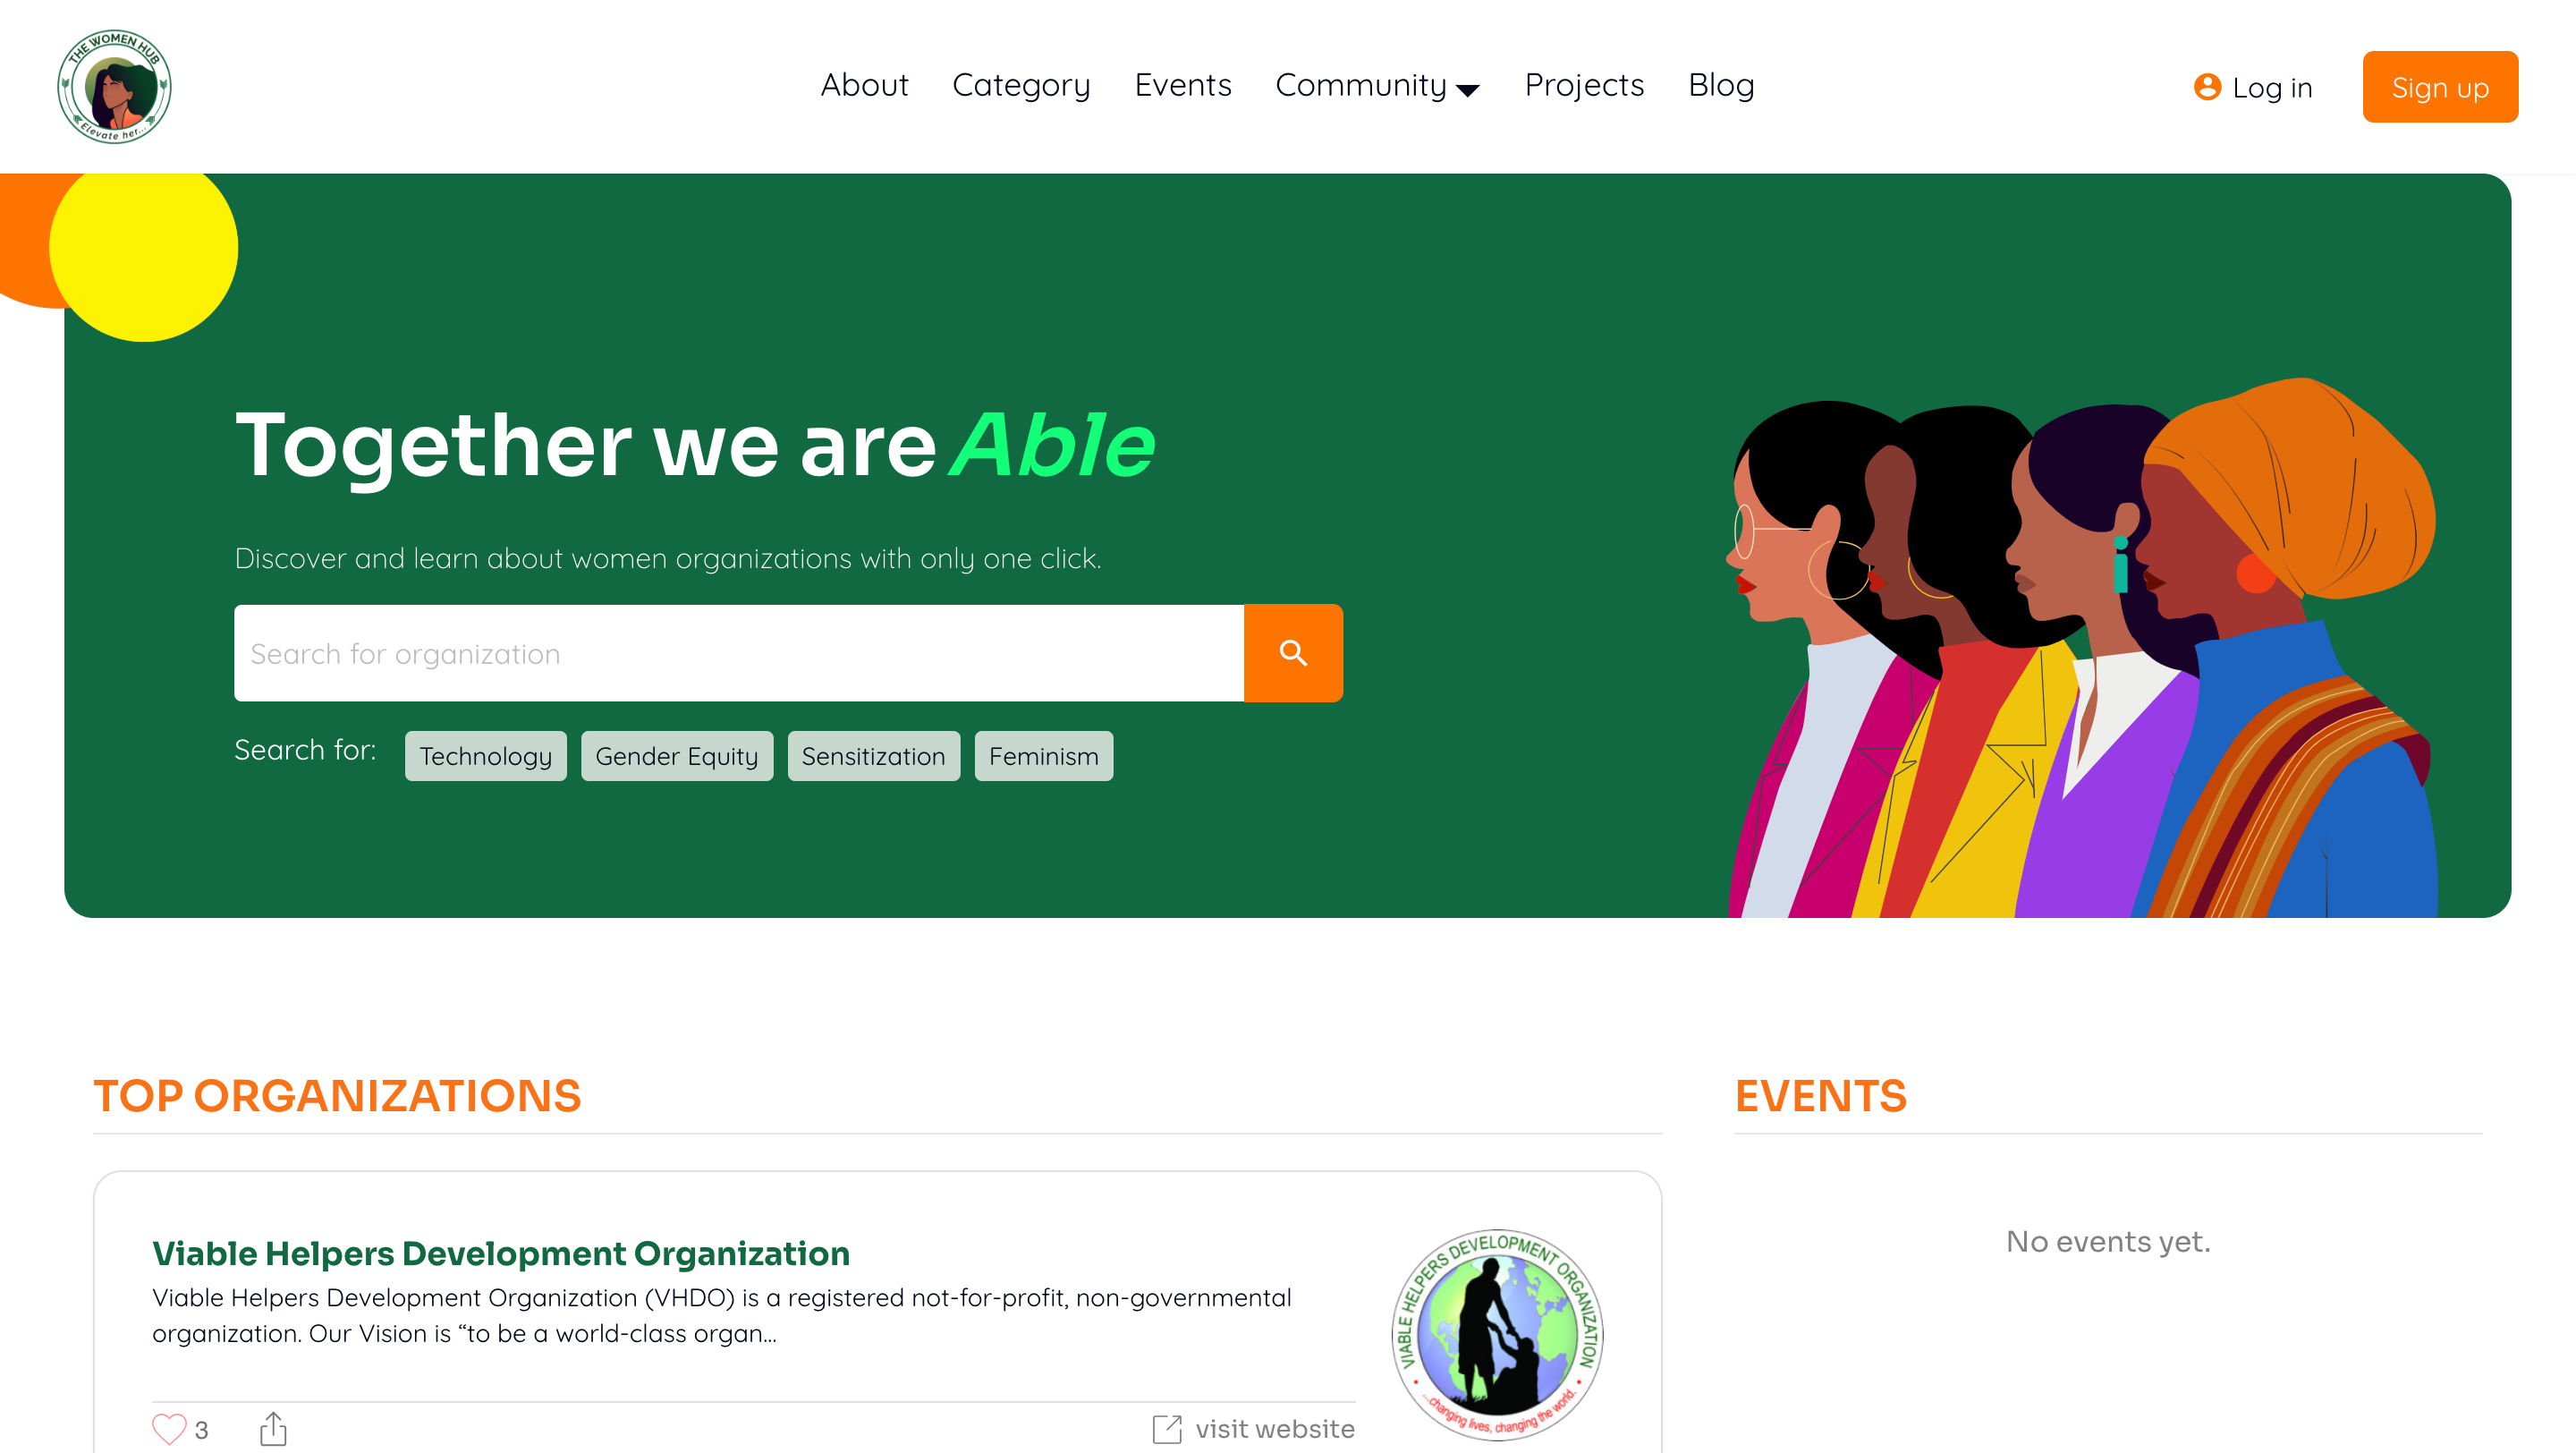 THE WOMEN HUB
Elevate her...
About
Category
Events
Community
Projects
Blog
Log in
Sign up
Together we are Able
Discover and learn about women organizations with only one click.
Search for organization
Search for:
Technology
Gender Equity
Sensitization
Feminism
TOP ORGANIZATIONS
Viable Helpers Development Organization
Viable Helpers Development Organization (VHDO) is a registered not-for-profit, non-governmental
organization. Our Vision is “to be a world-class organ...
3
visit website
VIABLE HELPERS DEVELOPMENT ORGANIZATION
...changing lives, changing the world.
EVENTS
No events yet.